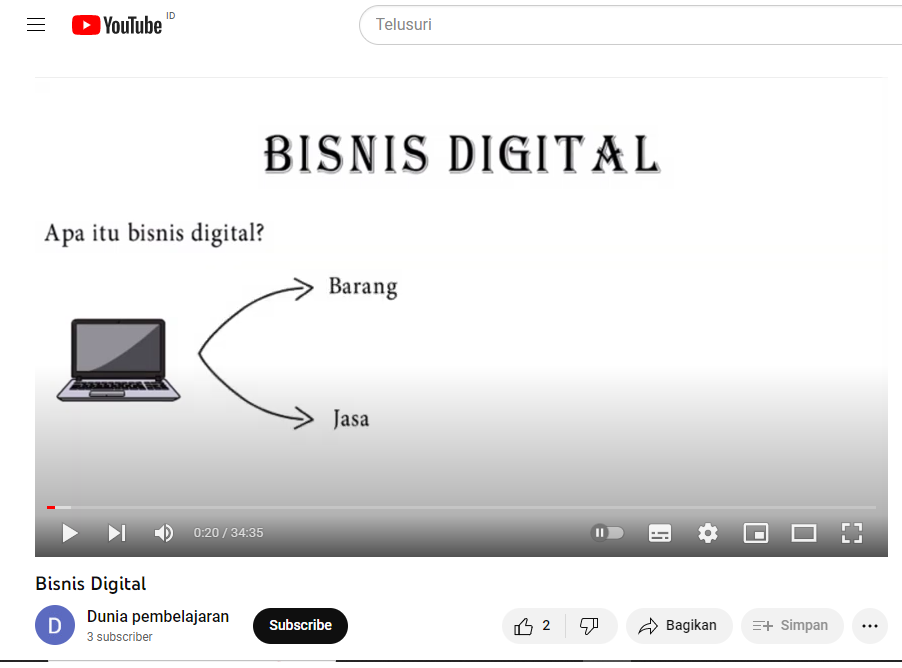 YouTube ID
Telusuri
BISNIS DIGITAL
Apa itu bisnis digital?
Barang
Jasa
0:20 / 34:35
Bisnis Digital
D
Dunia pembelajaran
3 subscriber
Subscribe
2
Bagikan
Simpan